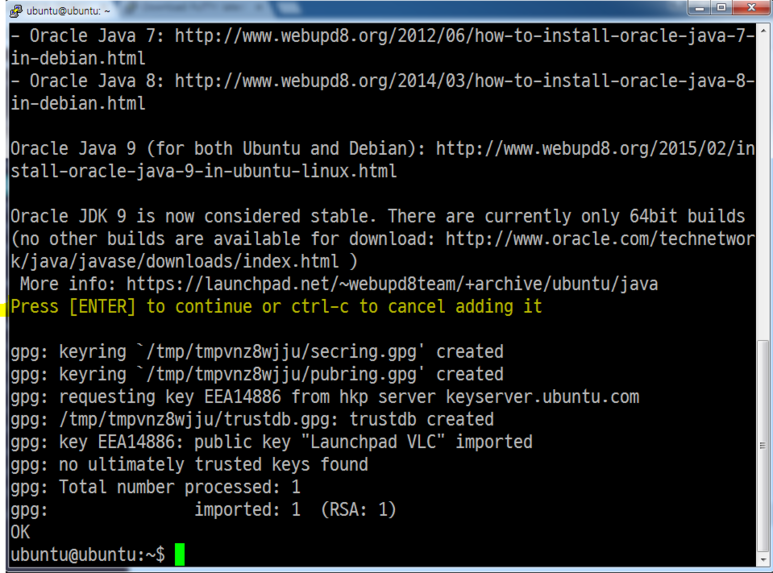 ubuntu@ubuntu: ~
- Oracle Java 7: http://www.webupd8.org/2012/06/how-to-install-oracle-java-7-
in-debian.html
- Oracle Java 8: http://www.webupd8.org/2014/03/how-to-install-oracle-java-8-
in-debian.html
Oracle Java 9 (for both Ubuntu and Debian): http://www.webupd8.org/2015/02/in
stall-oracle-java-9-in-ubuntu-linux.html
Oracle JDK 9 is now considered stable. There are currently only 64bit builds
(no other builds are available for download: http://www.oracle.com/technetwor
k/java/javase/downloads/index.html )
More info: https://launchpad.net/~webupd8team/+archive/ubuntu/java
Press [ENTER] to continue or ctrl-c to cancel adding it
gpg: keyring `/tmp/tmpvnz8wjju/secring.gpg' created
gpg: keyring `/tmp/tmpvnz8wjju/pubring.gpg' created
gpg: requesting key EEA14886 from hkp server keyserver.ubuntu.com
gpg: /tmp/tmpvnz8wjju/trustdb.gpg: trustdb created
gpg: key EEA14886: public key "Launchpad VLC" imported
gpg: no ultimately trusted keys found
gpg: Total number processed: 1
gpg:               imported: 1  (RSA: 1)
OK
ubuntu@ubuntu:~$